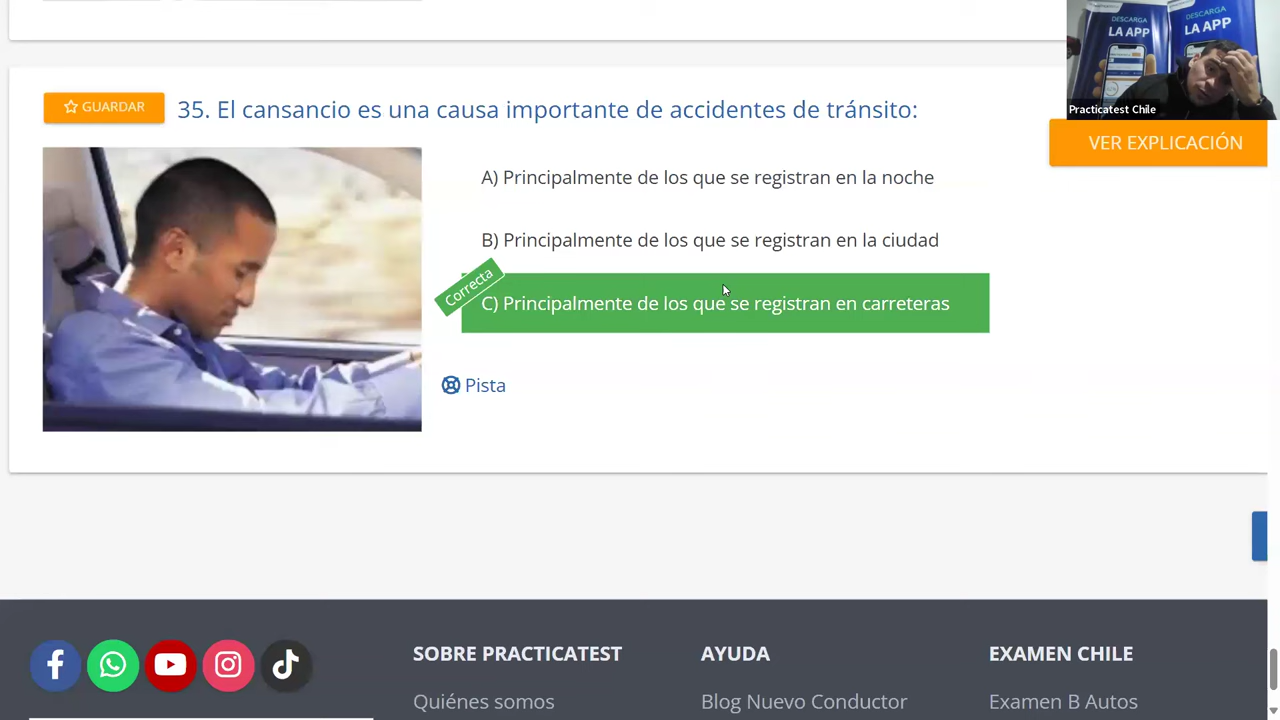 DESCARGA
LA APP
DESCARGA
LA APP
Practicatest Chile
GUARDAR
35. El cansancio es una causa importante de accidentes de tránsito:
VER EXPLICACIÓN
A) Principalmente de los que se registran en la noche
B) Principalmente de los que se registran en la ciudad
Correcta
C) Principalmente de los que se registran en carreteras
Pista
SOBRE PRACTICATEST
AYUDA
EXAMEN CHILE
Quiénes somos
Blog Nuevo Conductor
Examen B Autos